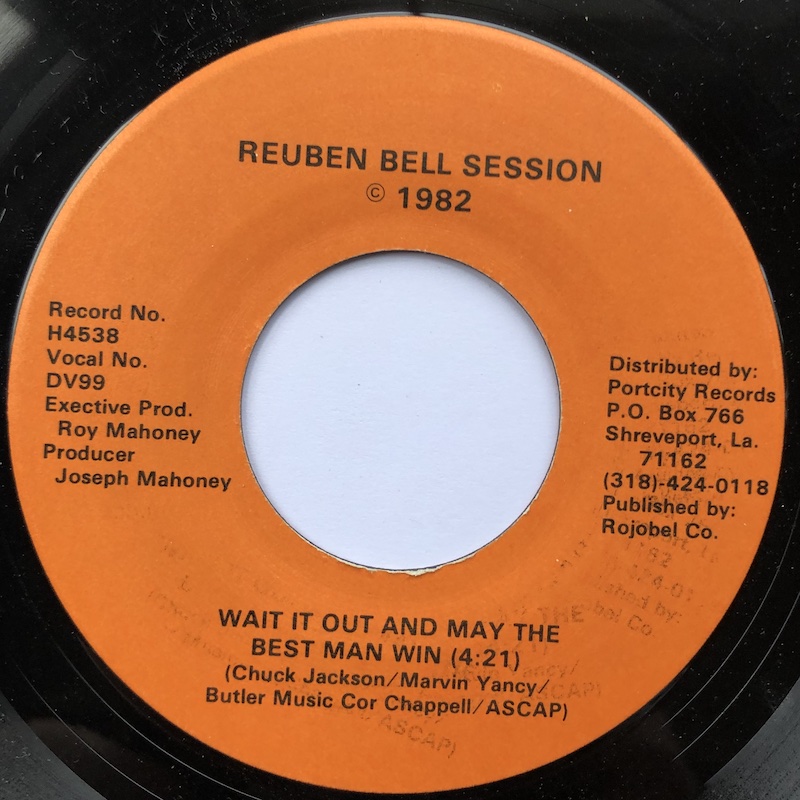 REUBEN BELL SESSION
© 1982
Record No.
H4538
Vocal No.
DV99
Exective Prod.
Roy Mahoney
Producer
Joseph Mahoney
Distributed by:
Portcity Records
P.O. Box 766
Shreveport, La.
71162
(318)-424-0118
Published by:
Rojobel Co.
WAIT IT OUT AND MAY THE
BEST MAN WIN (4:21)
(Chuck Jackson/Marvin Yancy/
Butler Music Cor Chappell/ASCAP)